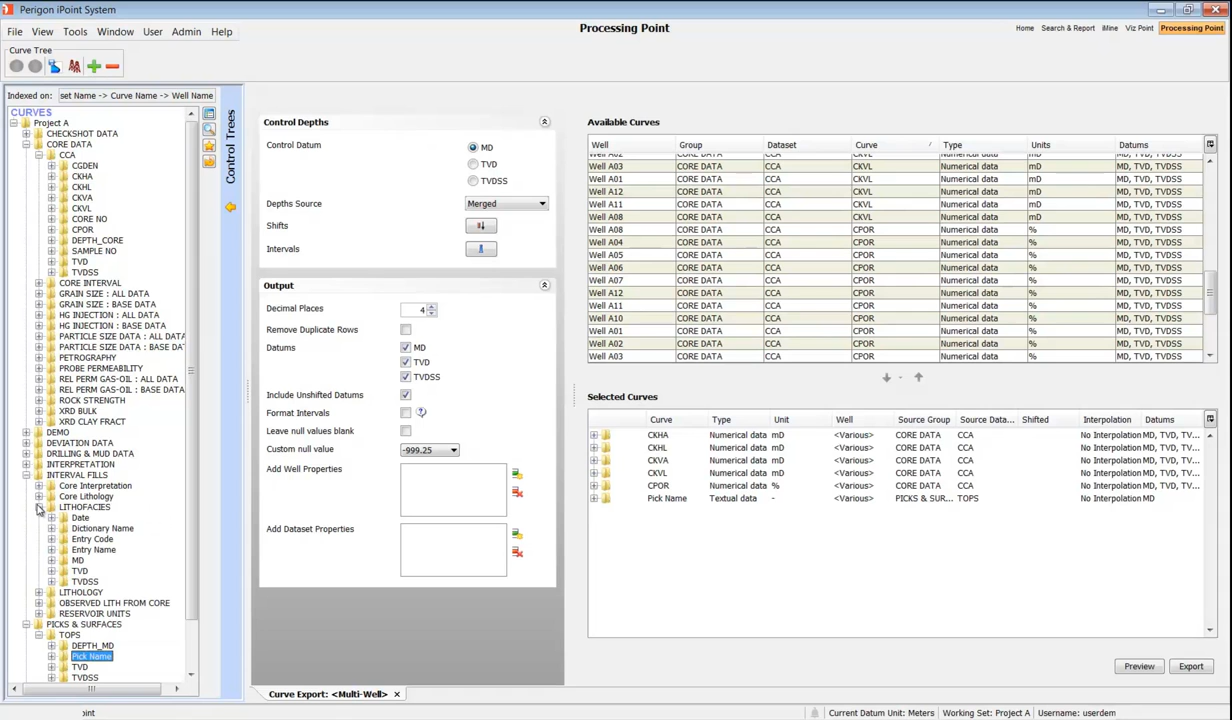 Perigon iPoint System
File View Tools Window User Admin Help
Processing Point
Home Search & Report iMine Viz Point Processing Point
Curve Tree
Indexed on: set Name -> Curve Name -> Well Name
Control Trees
CURVES
Project A
CHECKSHOT DATA
CORE DATA
CCA
CGDEN
CKHA
CKHL
CKVA
CKVL
CORE NO
CPOR
DEPTH_CORE
SAMPLE NO
TVD
TVDSS
CORE INTERVAL
GRAIN SIZE : ALL DATA
GRAIN SIZE : BASE DATA
HG INJECTION : ALL DATA
HG INJECTION : BASE DATA
PARTICLE SIZE DATA : ALL DATA
PARTICLE SIZE DATA : BASE DAT
PETROGRAPHY
PROBE PERMEABILITY
REL PERM GAS-OIL : ALL DATA
REL PERM GAS-OIL : BASE DATA
ROCK STRENGTH
XRD BULK
XRD CLAY FRACT
DEMO
DEVIATION DATA
DRILLING & MUD DATA
INTERPRETATION
INTERVAL FILLS
Core Interpretation
Core Lithology
LITHOFACIES
Date
Dictionary Name
Entry Code
Entry Name
MD
TVD
TVDSS
LITHOLOGY
OBSERVED LITH FROM CORE
RESERVOIR UNITS
PICKS & SURFACES
TOPS
DEPTH_MD
Pick Name
TVD
TVDSS
Control Depths
Control Datum MD
TVD
TVDSS
Depths Source Merged
Shifts
Intervals
Output
Decimal Places 4
Remove Duplicate Rows
Datums MD
TVD
TVDSS
Include Unshifted Datums
Format Intervals
Leave null values blank
Custom null value -999.25
Add Well Properties
Add Dataset Properties
Curve Export: <Multi-Well>
Available Curves
Well Group Dataset Curve Type Units Datums
Well A02 CORE DATA CCA CKVL Numerical data mD MD, TVD, TVDSS
Well A03 CORE DATA CCA CKVL Numerical data mD MD, TVD, TVDSS
Well A01 CORE DATA CCA CKVL Numerical data mD MD, TVD, TVDSS
Well A12 CORE DATA CCA CKVL Numerical data mD MD, TVD, TVDSS
Well A11 CORE DATA CCA CKVL Numerical data mD MD, TVD, TVDSS
Well A08 CORE DATA CCA CKVL Numerical data mD MD, TVD, TVDSS
Well A08 CORE DATA CCA CPOR Numerical data % MD, TVD, TVDSS
Well A04 CORE DATA CCA CPOR Numerical data % MD, TVD, TVDSS
Well A05 CORE DATA CCA CPOR Numerical data % MD, TVD, TVDSS
Well A06 CORE DATA CCA CPOR Numerical data % MD, TVD, TVDSS
Well A07 CORE DATA CCA CPOR Numerical data % MD, TVD, TVDSS
Well A12 CORE DATA CCA CPOR Numerical data % MD, TVD, TVDSS
Well A11 CORE DATA CCA CPOR Numerical data % MD, TVD, TVDSS
Well A10 CORE DATA CCA CPOR Numerical data % MD, TVD, TVDSS
Well A01 CORE DATA CCA CPOR Numerical data % MD, TVD, TVDSS
Well A02 CORE DATA CCA CPOR Numerical data % MD, TVD, TVDSS
Well A03 CORE DATA CCA CPOR Numerical data % MD, TVD, TVDSS
Selected Curves
Curve Type Unit Well Source Group Source Data... Shifted Interpolation Datums
CKHA Numerical data mD <Various> CORE DATA CCA No Interpolation MD, TVD, TV...
CKHL Numerical data mD <Various> CORE DATA CCA No Interpolation MD, TVD, TV...
CKVA Numerical data mD <Various> CORE DATA CCA No Interpolation MD, TVD, TV...
CKVL Numerical data mD <Various> CORE DATA CCA No Interpolation MD, TVD, TV...
CPOR Numerical data % <Various> CORE DATA CCA No Interpolation MD, TVD, TV...
Pick Name Textual data - <Various> PICKS & SUR... TOPS No Interpolation MD
Preview Export
oint Current Datum Unit: Meters Working Set: Project A Username: userdem